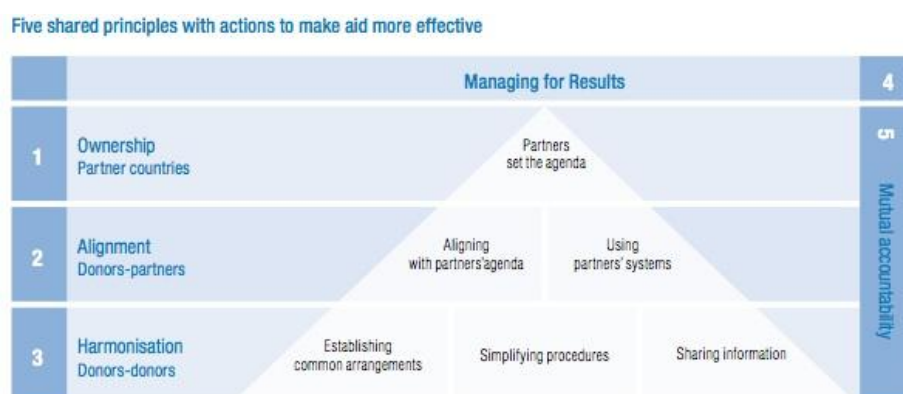 Five shared principles with actions to make aid more effective
Managing for Results
4
1
Ownership
Partner countries
Partners
set the agenda
5
Mutual accountability
2
Alignment
Donors-partners
Aligning
with partners'agenda
Using
partners' systems
3
Harmonisation
Donors-donors
Establishing
common arrangements
Simplifying procedures
Sharing information